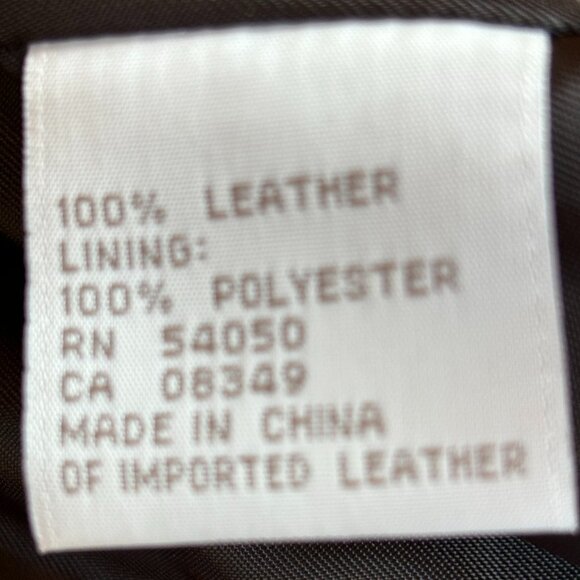 100% LEATHER
LINING:
100% POLYESTER
RN 54050
CA 08349
MADE IN CHINA
OF IMPORTED LEATHER